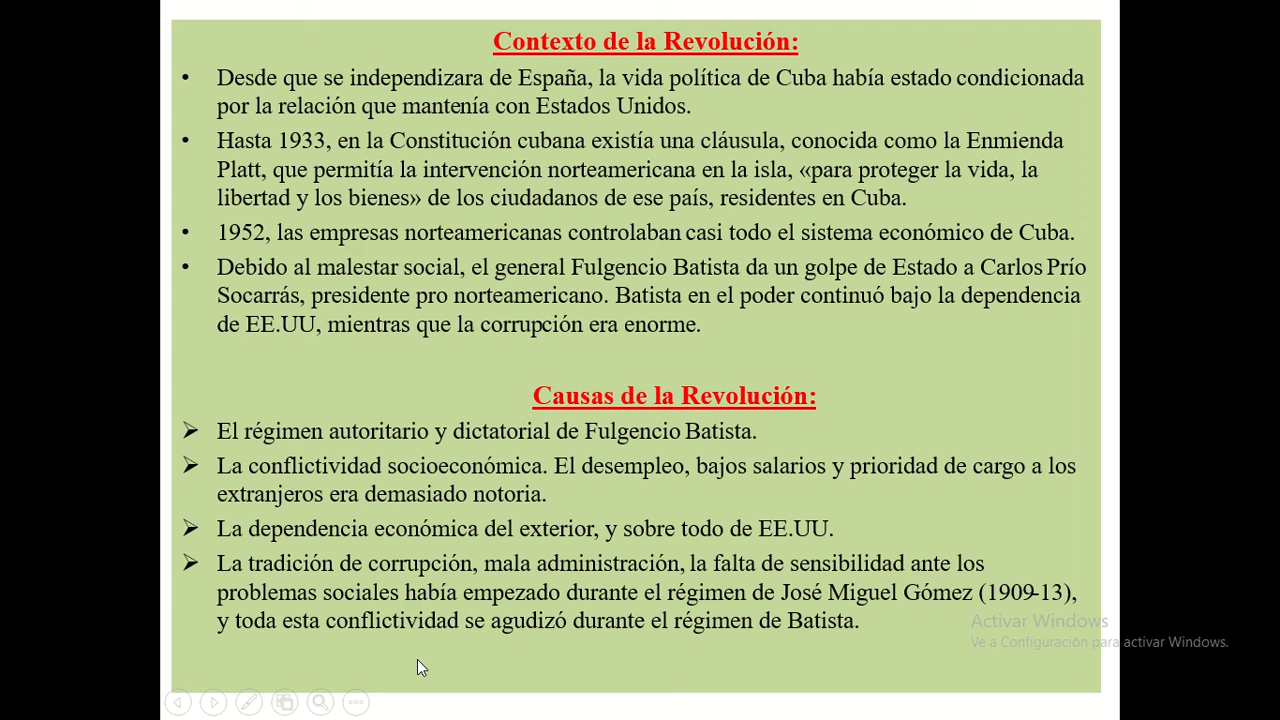 Contexto de la Revolución:
• Desde que se independizara de España, la vida política de Cuba había estado condicionada
por la relación que mantenía con Estados Unidos.
• Hasta 1933, en la Constitución cubana existía una cláusula, conocida como la Enmienda
Platt, que permitía la intervención norteamericana en la isla, «para proteger la vida, la
libertad y los bienes» de los ciudadanos de ese país, residentes en Cuba.
• 1952, las empresas norteamericanas controlaban casi todo el sistema económico de Cuba.
• Debido al malestar social, el general Fulgencio Batista da un golpe de Estado a Carlos Prío
Socarrás, presidente pro norteamericano. Batista en el poder continuó bajo la dependencia
de EE.UU, mientras que la corrupción era enorme.
Causas de la Revolución:
➢ El régimen autoritario y dictatorial de Fulgencio Batista.
➢ La conflictividad socioeconómica. El desempleo, bajos salarios y prioridad de cargo a los
extranjeros era demasiado notoria.
➢ La dependencia económica del exterior, y sobre todo de EE.UU.
➢ La tradición de corrupción, mala administración, la falta de sensibilidad ante los
problemas sociales había empezado durante el régimen de José Miguel Gómez (1909-13),
y toda esta conflictividad se agudizó durante el régimen de Batista.
Activar Windows
Ve a Configuración para activar Windows.